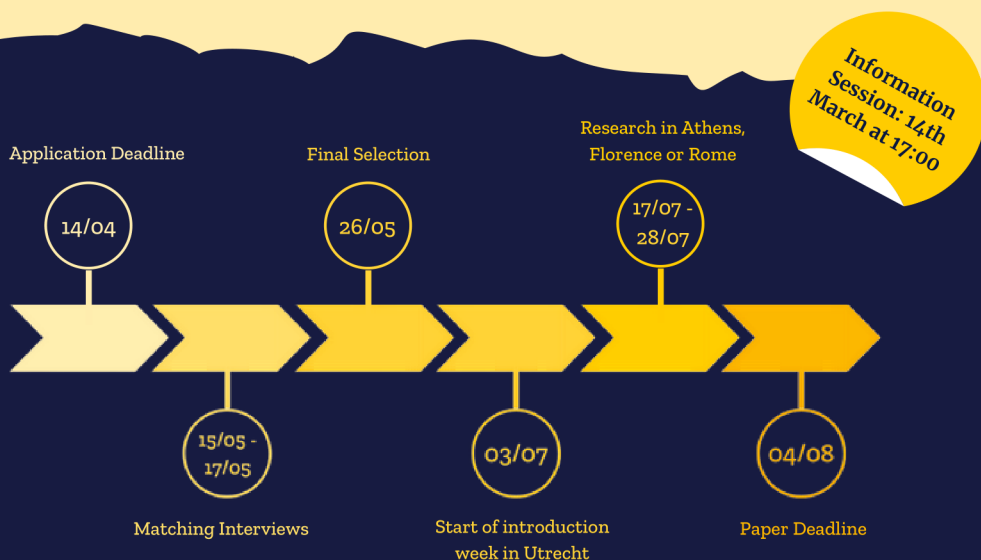 Information
Session: 14th
March at 17:00
Application Deadline
14/04
15/05 -
17/05
Matching Interviews
Final Selection
26/05
03/07
Start of introduction
week in Utrecht
Research in Athens,
Florence or Rome
17/07 -
28/07
04/08
Paper Deadline